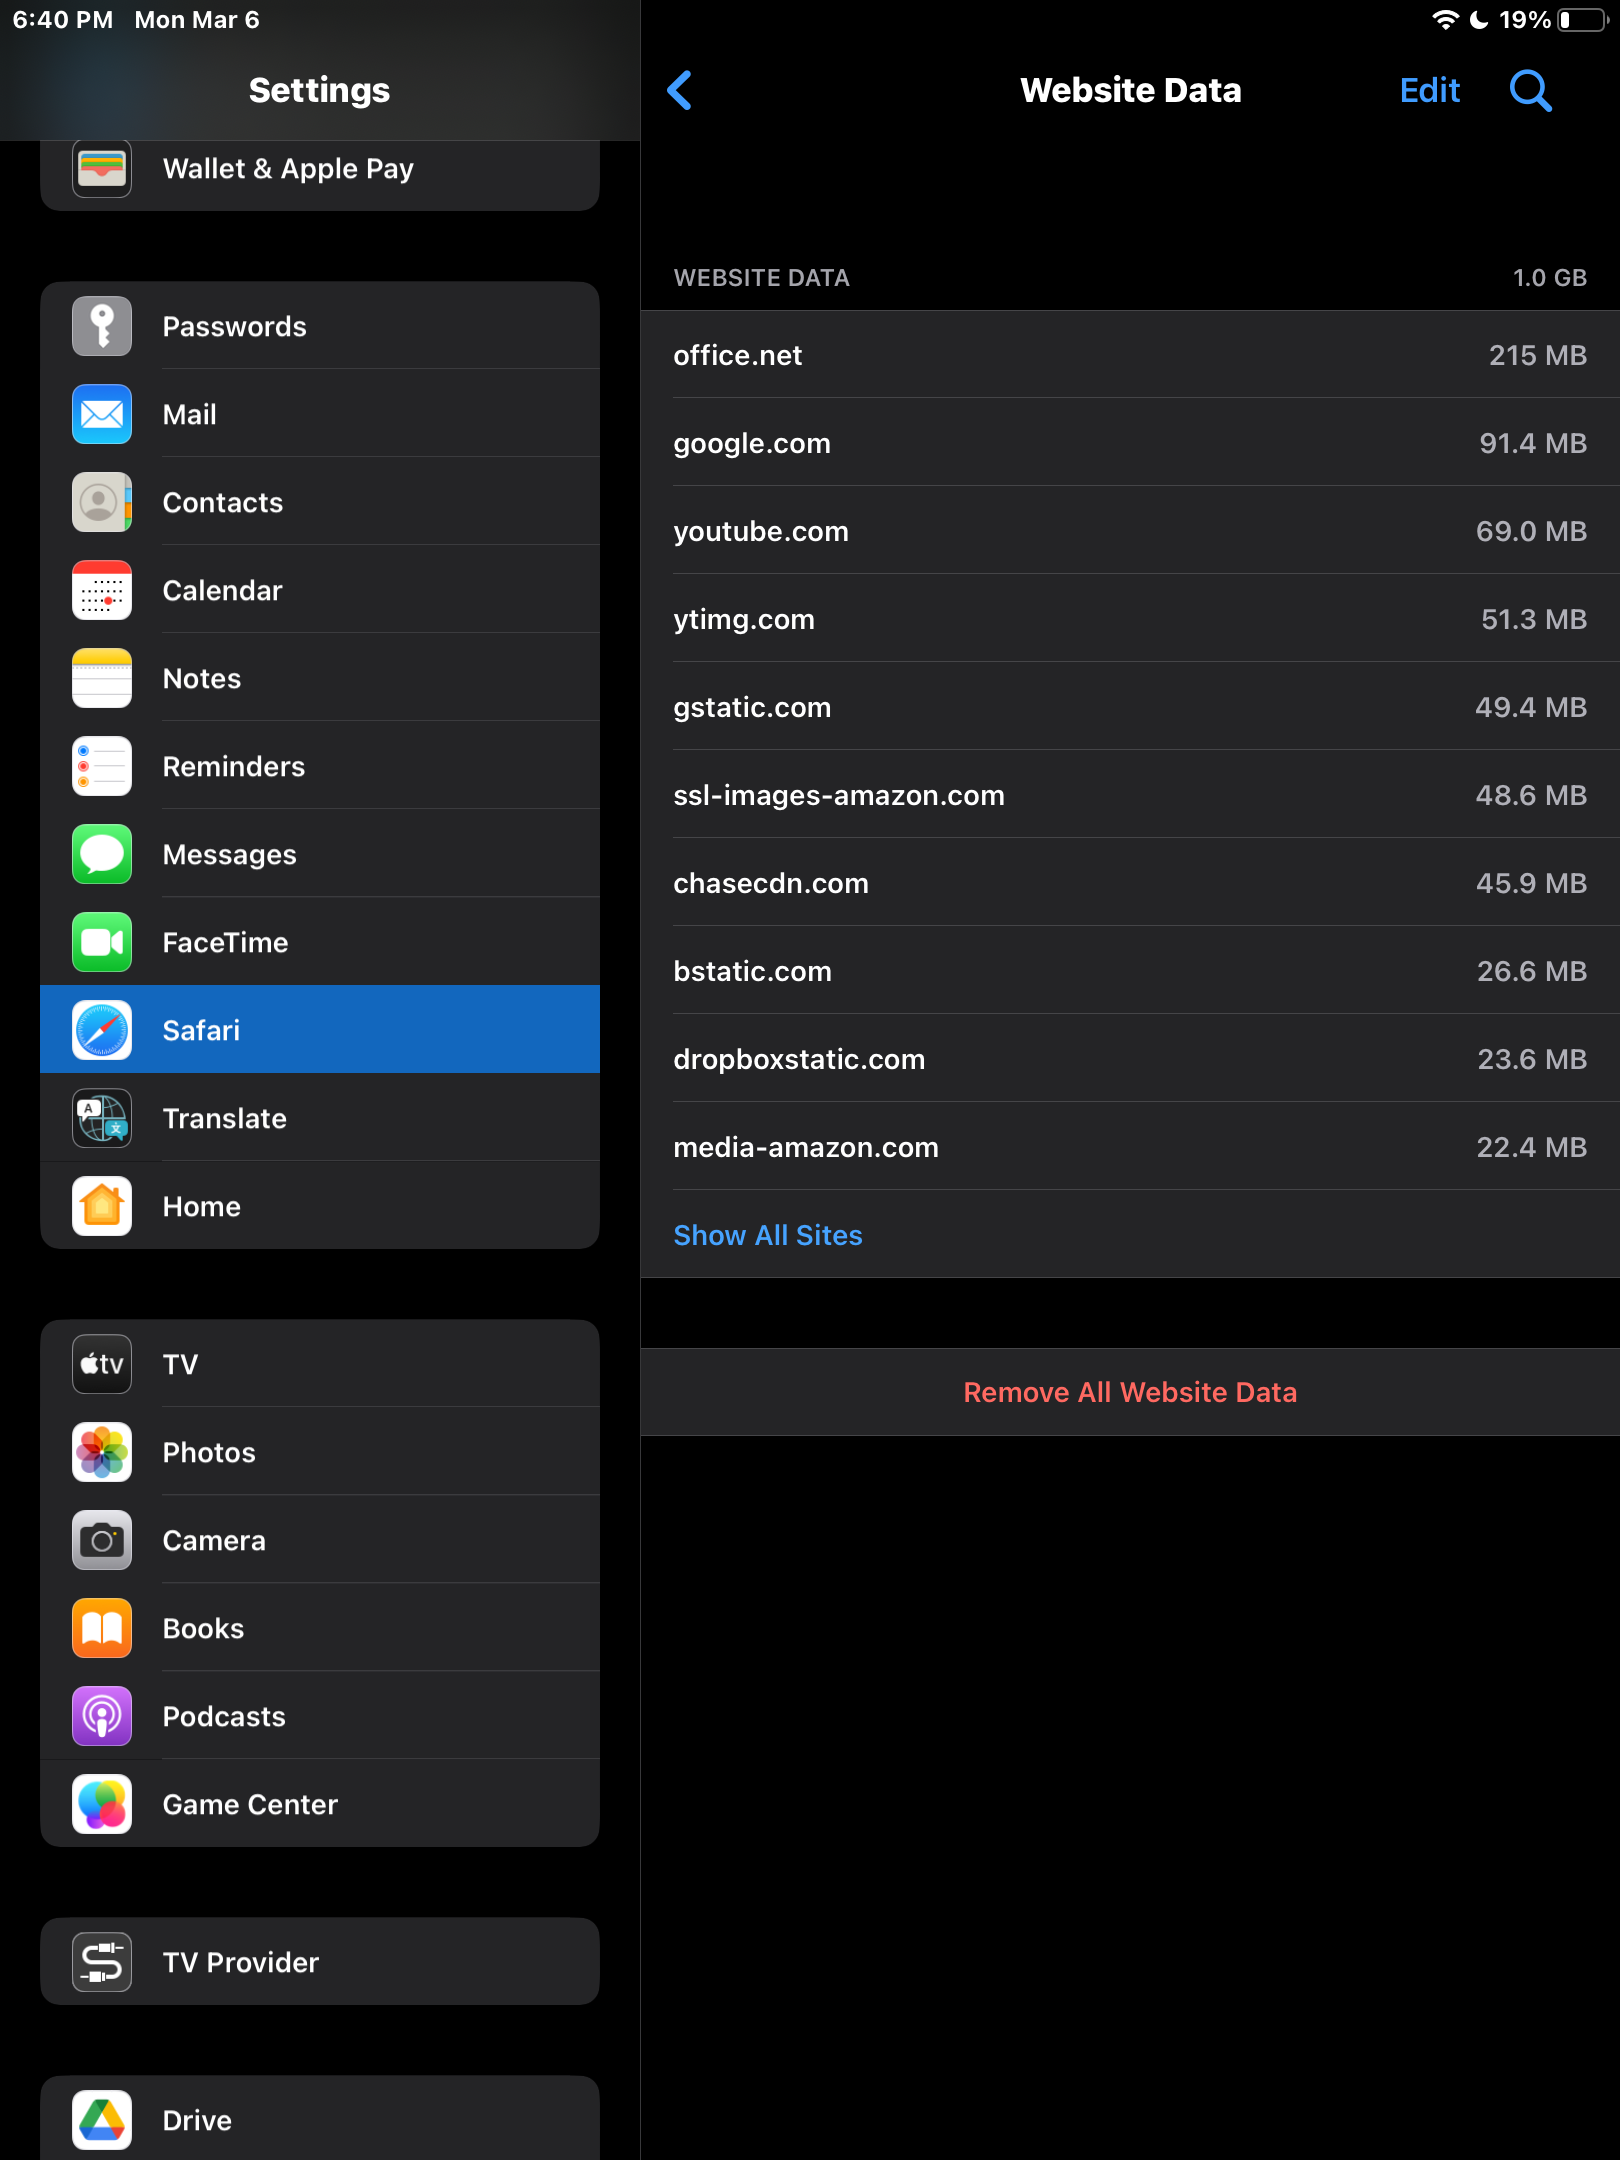 6:40 PM Mon Mar 6
19%
Settings
Wallet & Apple Pay
Passwords
Mail
Contacts
Calendar
Notes
Reminders
Messages
FaceTime
Safari
A
文
Translate
Home
tv
TV
Photos
Camera
Books
Podcasts
Game Center
TV Provider
Drive
Website Data
Edit
WEBSITE DATA 1.0 GB
office.net 215 MB
google.com 91.4 MB
youtube.com 69.0 MB
ytimg.com 51.3 MB
gstatic.com 49.4 MB
ssl-images-amazon.com 48.6 MB
chasecdn.com 45.9 MB
bstatic.com 26.6 MB
dropboxstatic.com 23.6 MB
media-amazon.com 22.4 MB
Show All Sites
Remove All Website Data